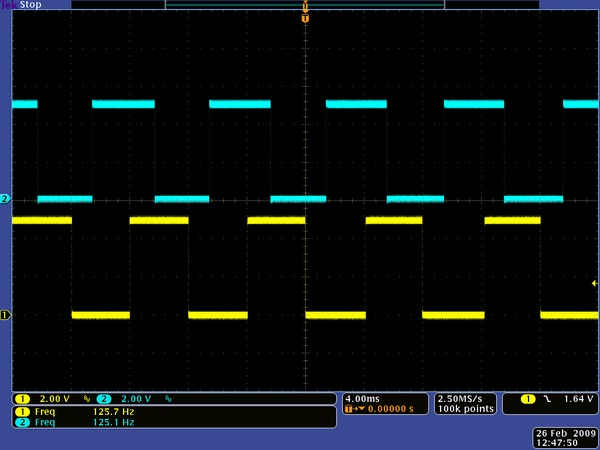 Tek Stop
T
2
1
1 2.00 V 2 2.00 V
4.00ms
T→▼ 0.00000 s
2.50MS/s
100k points
1 1.64 V
1 Freq 125.7 Hz
2 Freq 125.1 Hz
26 Feb 2009
12:47:50